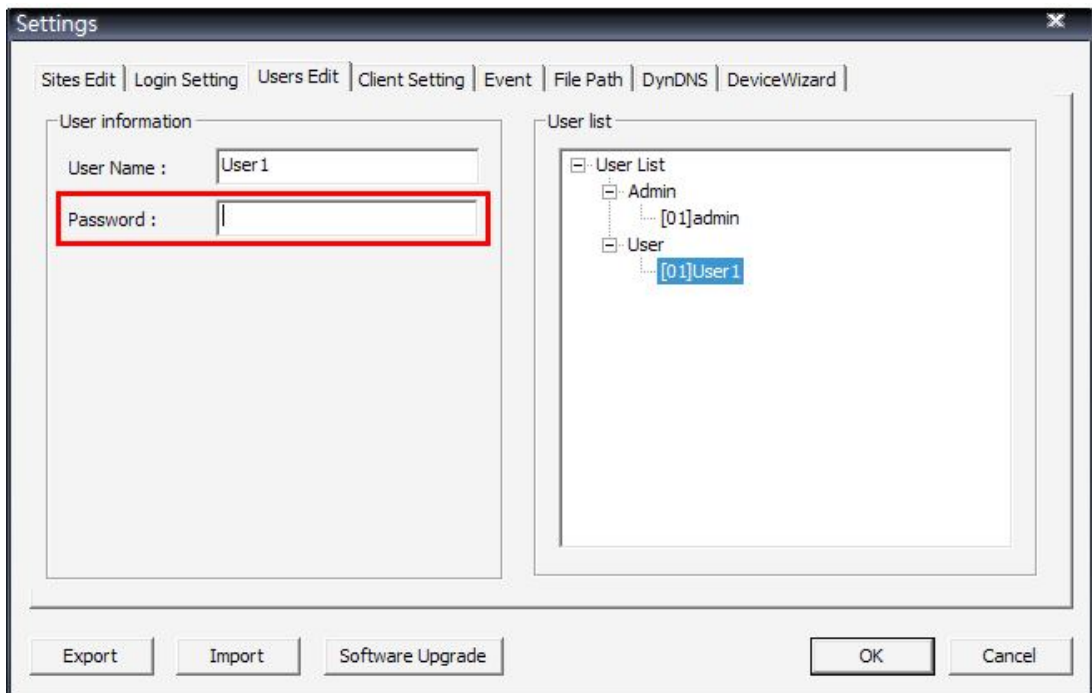 Settings
Sites Edit Login Setting Users Edit Client Setting Event File Path DynDNS DeviceWizard
User information
User Name : User1
Password :
User list
User List
Admin
[01]admin
User
[01]User1
Export Import Software Upgrade OK Cancel